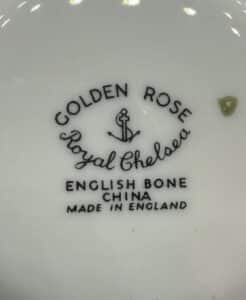 GOLDEN ROSE
Royal Chelsea
ENGLISH BONE
CHINA
MADE IN ENGLAND